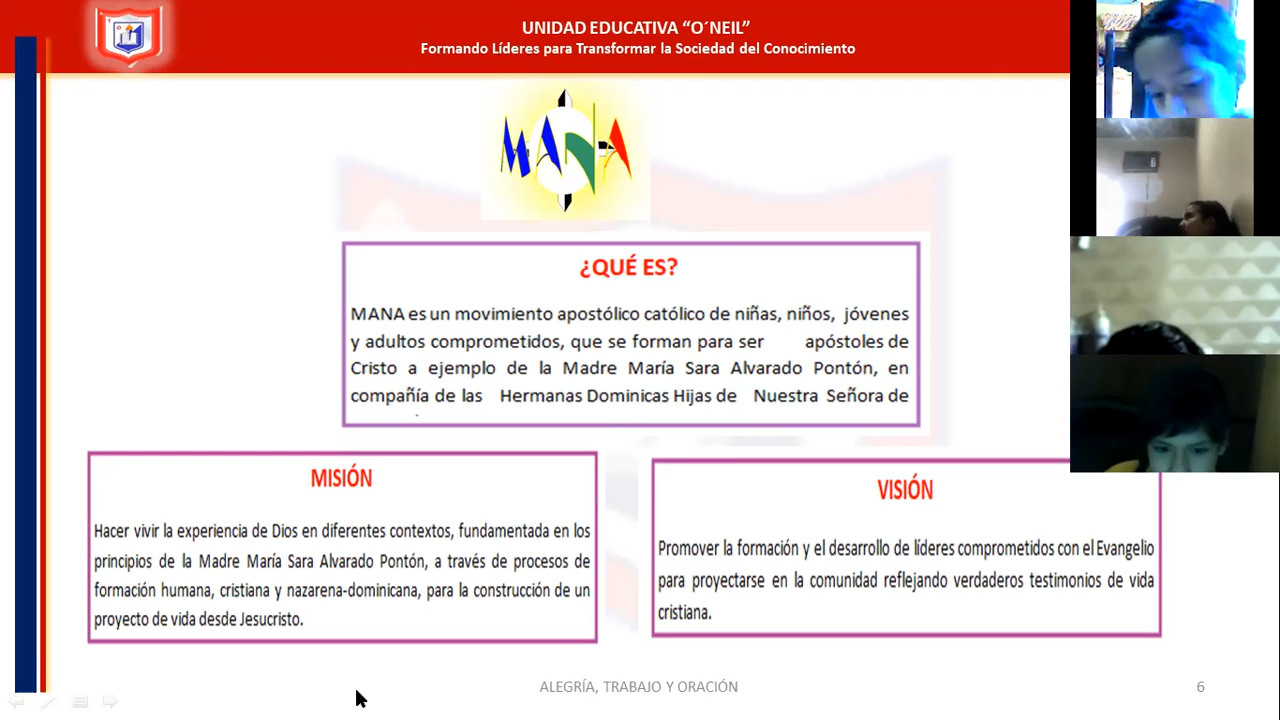 UNIDAD EDUCATIVA “O´NEIL”
Formando Líderes para Transformar la Sociedad del Conocimiento
MANA
¿QUÉ ES?
MANA es un movimiento apostólico católico de niñas, niños, jóvenes
y adultos comprometidos, que se forman para ser apóstoles de
Cristo a ejemplo de la Madre María Sara Alvarado Pontón, en
compañía de las Hermanas Dominicas Hijas de Nuestra Señora de
MISIÓN
Hacer vivir la experiencia de Dios en diferentes contextos, fundamentada en los
principios de la Madre María Sara Alvarado Pontón, a través de procesos de
formación humana, cristiana y nazarena-dominicana, para la construcción de un
proyecto de vida desde Jesucristo.
VISIÓN
Promover la formación y el desarrollo de líderes comprometidos con el Evangelio
para proyectarse en la comunidad reflejando verdaderos testimonios de vida
cristiana.
ALEGRÍA, TRABAJO Y ORACIÓN
6